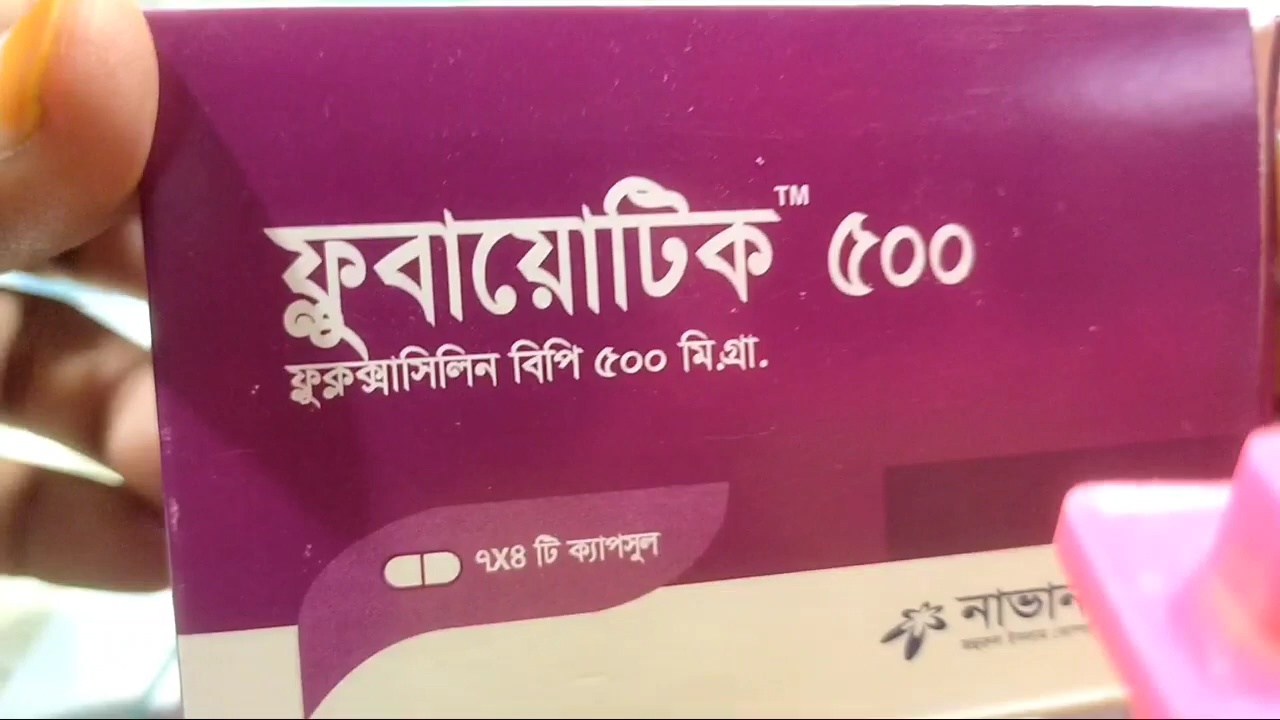 ফ্লুবায়োটিক™ ৫০০
ফ্লুক্লক্সাসিলিন বিপি ৫০০ মি.গ্রা.
৭X৪ টি ক্যাপসুল
নাভান